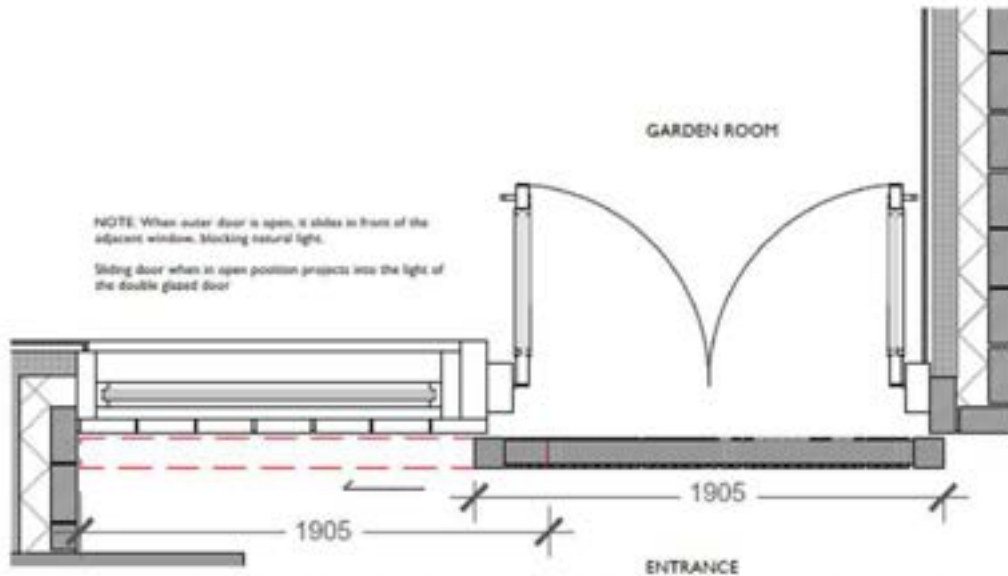 GARDEN ROOM
NOTE: When outer door is open, it slides in front of the
adjacent window, blocking natural light.
Sliding door when in open position projects into the light of
the double glazed door
1905
1905
ENTRANCE